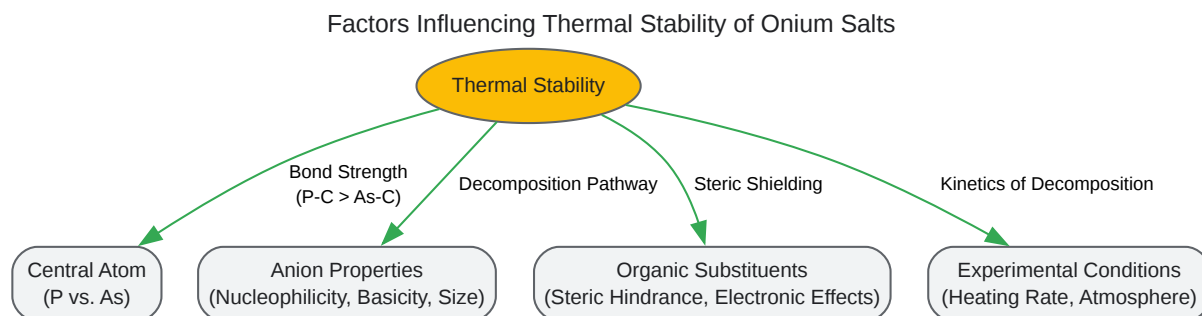 Factors Influencing Thermal Stability of Onium Salts
Thermal Stability
Bond Strength
(P-C > As-C)
Decomposition Pathway
Steric Shielding
Kinetics of Decomposition
Central Atom
(P vs. As)
Anion Properties
(Nucleophilicity, Basicity, Size)
Organic Substituents
(Steric Hindrance, Electronic Effects)
Experimental Conditions
(Heating Rate, Atmosphere)